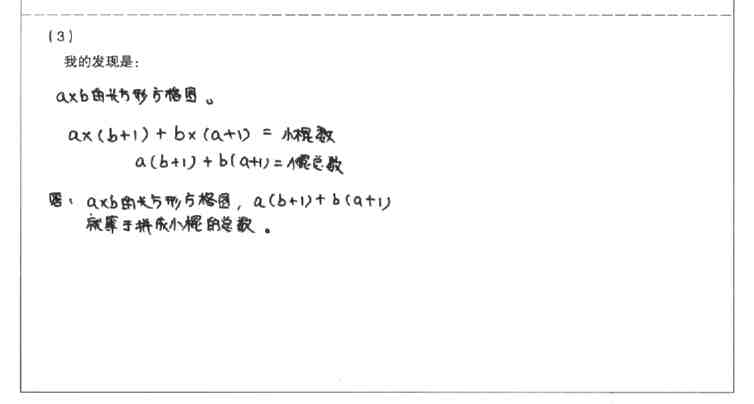 (3)
我的发现是：
a×b的长方形方格图。
a×(b+1)+b×(a+1)=小棍数
a(b+1)+b(a+1)=小棍总数
答：a×b的长方形方格图，a(b+1)+b(a+1)
就等于拼成小棍的总数。